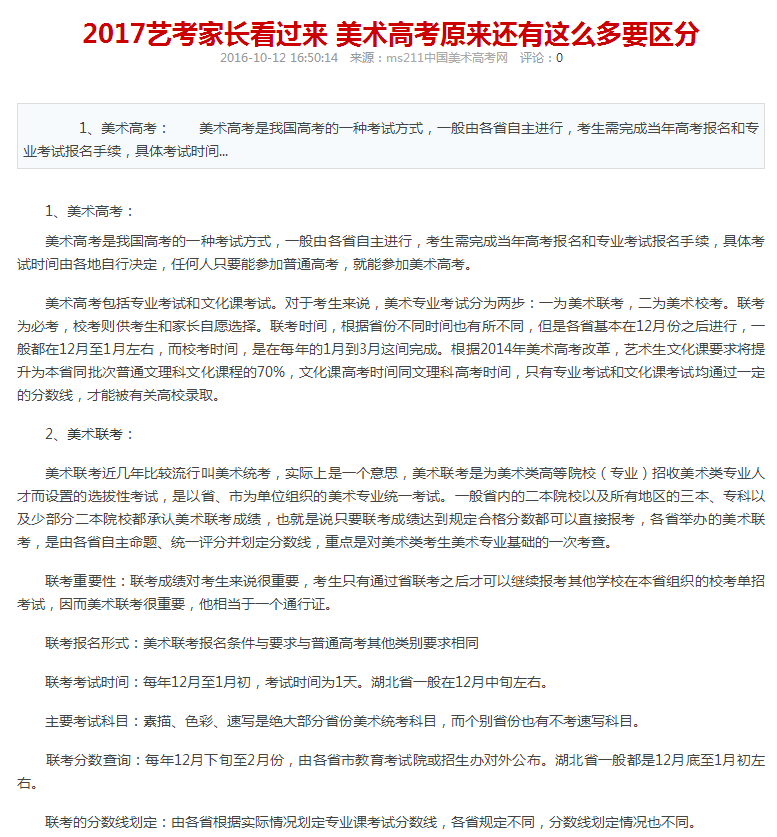 2017艺考家长看过来 美术高考原来还有这么多要区分
2016-10-12 16:50:14 来源：ms211中国美术高考网 评论：0
1、美术高考： 美术高考是我国高考的一种考试方式，一般由各省自主进行，考生需完成当年高考报名和专
业考试报名手续，具体考试时间...
1、美术高考：
美术高考是我国高考的一种考试方式，一般由各省自主进行，考生需完成当年高考报名和专业考试报名手续，具体考
试时间由各地自行决定，任何人只要能参加普通高考，就能参加美术高考。
美术高考包括专业考试和文化课考试。对于考生来说，美术专业考试分为两步：一为美术联考，二为美术校考。联考
为必考，校考则供考生和家长自愿选择。联考时间，根据省份不同时间也有所不同，但是各省基本在12月份之后进行，一
般都在12月至1月左右，而校考时间，是在每年的1月到3月这间完成。根据2014年美术高考改革，艺术生文化课要求将提
升为本省同批次普通文理科文化课程的70%，文化课高考时间同文理科高考时间，只有专业考试和文化课考试均通过一定
的分数线，才能被有关高校录取。
2、美术联考：
美术联考近几年比较流行叫美术统考，实际上是一个意思，美术联考是为美术类高等院校（专业）招收美术类专业人
才而设置的选拔性考试，是以省、市为单位组织的美术专业统一考试。一般省内的二本院校以及所有地区的三本、专科以
及少部分二本院校都承认美术联考成绩，也就是说只要联考成绩达到规定合格分数都可以直接报考，各省举办的美术联
考，是由各省自主命题、统一评分并划定分数线，重点是对美术类考生美术专业基础的一次考查。
联考重要性：联考成绩对考生来说很重要，考生只有通过省联考之后才可以继续报考其他学校在本省组织的校考单招
考试，因而美术联考很重要，他相当于一个通行证。
联考报名形式：美术联考报名条件与要求与普通高考其他类别要求相同
联考考试时间：每年12月至1月初，考试时间为1天。湖北省一般在12月中旬左右。
主要考试科目：素描、色彩、速写是绝大部分省份美术统考科目，而个别省份也有不考速写科目。
联考分数查询：每年12月下旬至2月份，由各省市教育考试院或招生办对外公布。湖北省一般都是12月底至1月初左
右。
联考的分数线划定：由各省根据实际情况划定专业课考试分数线，各省规定不同，分数线划定情况也不同。